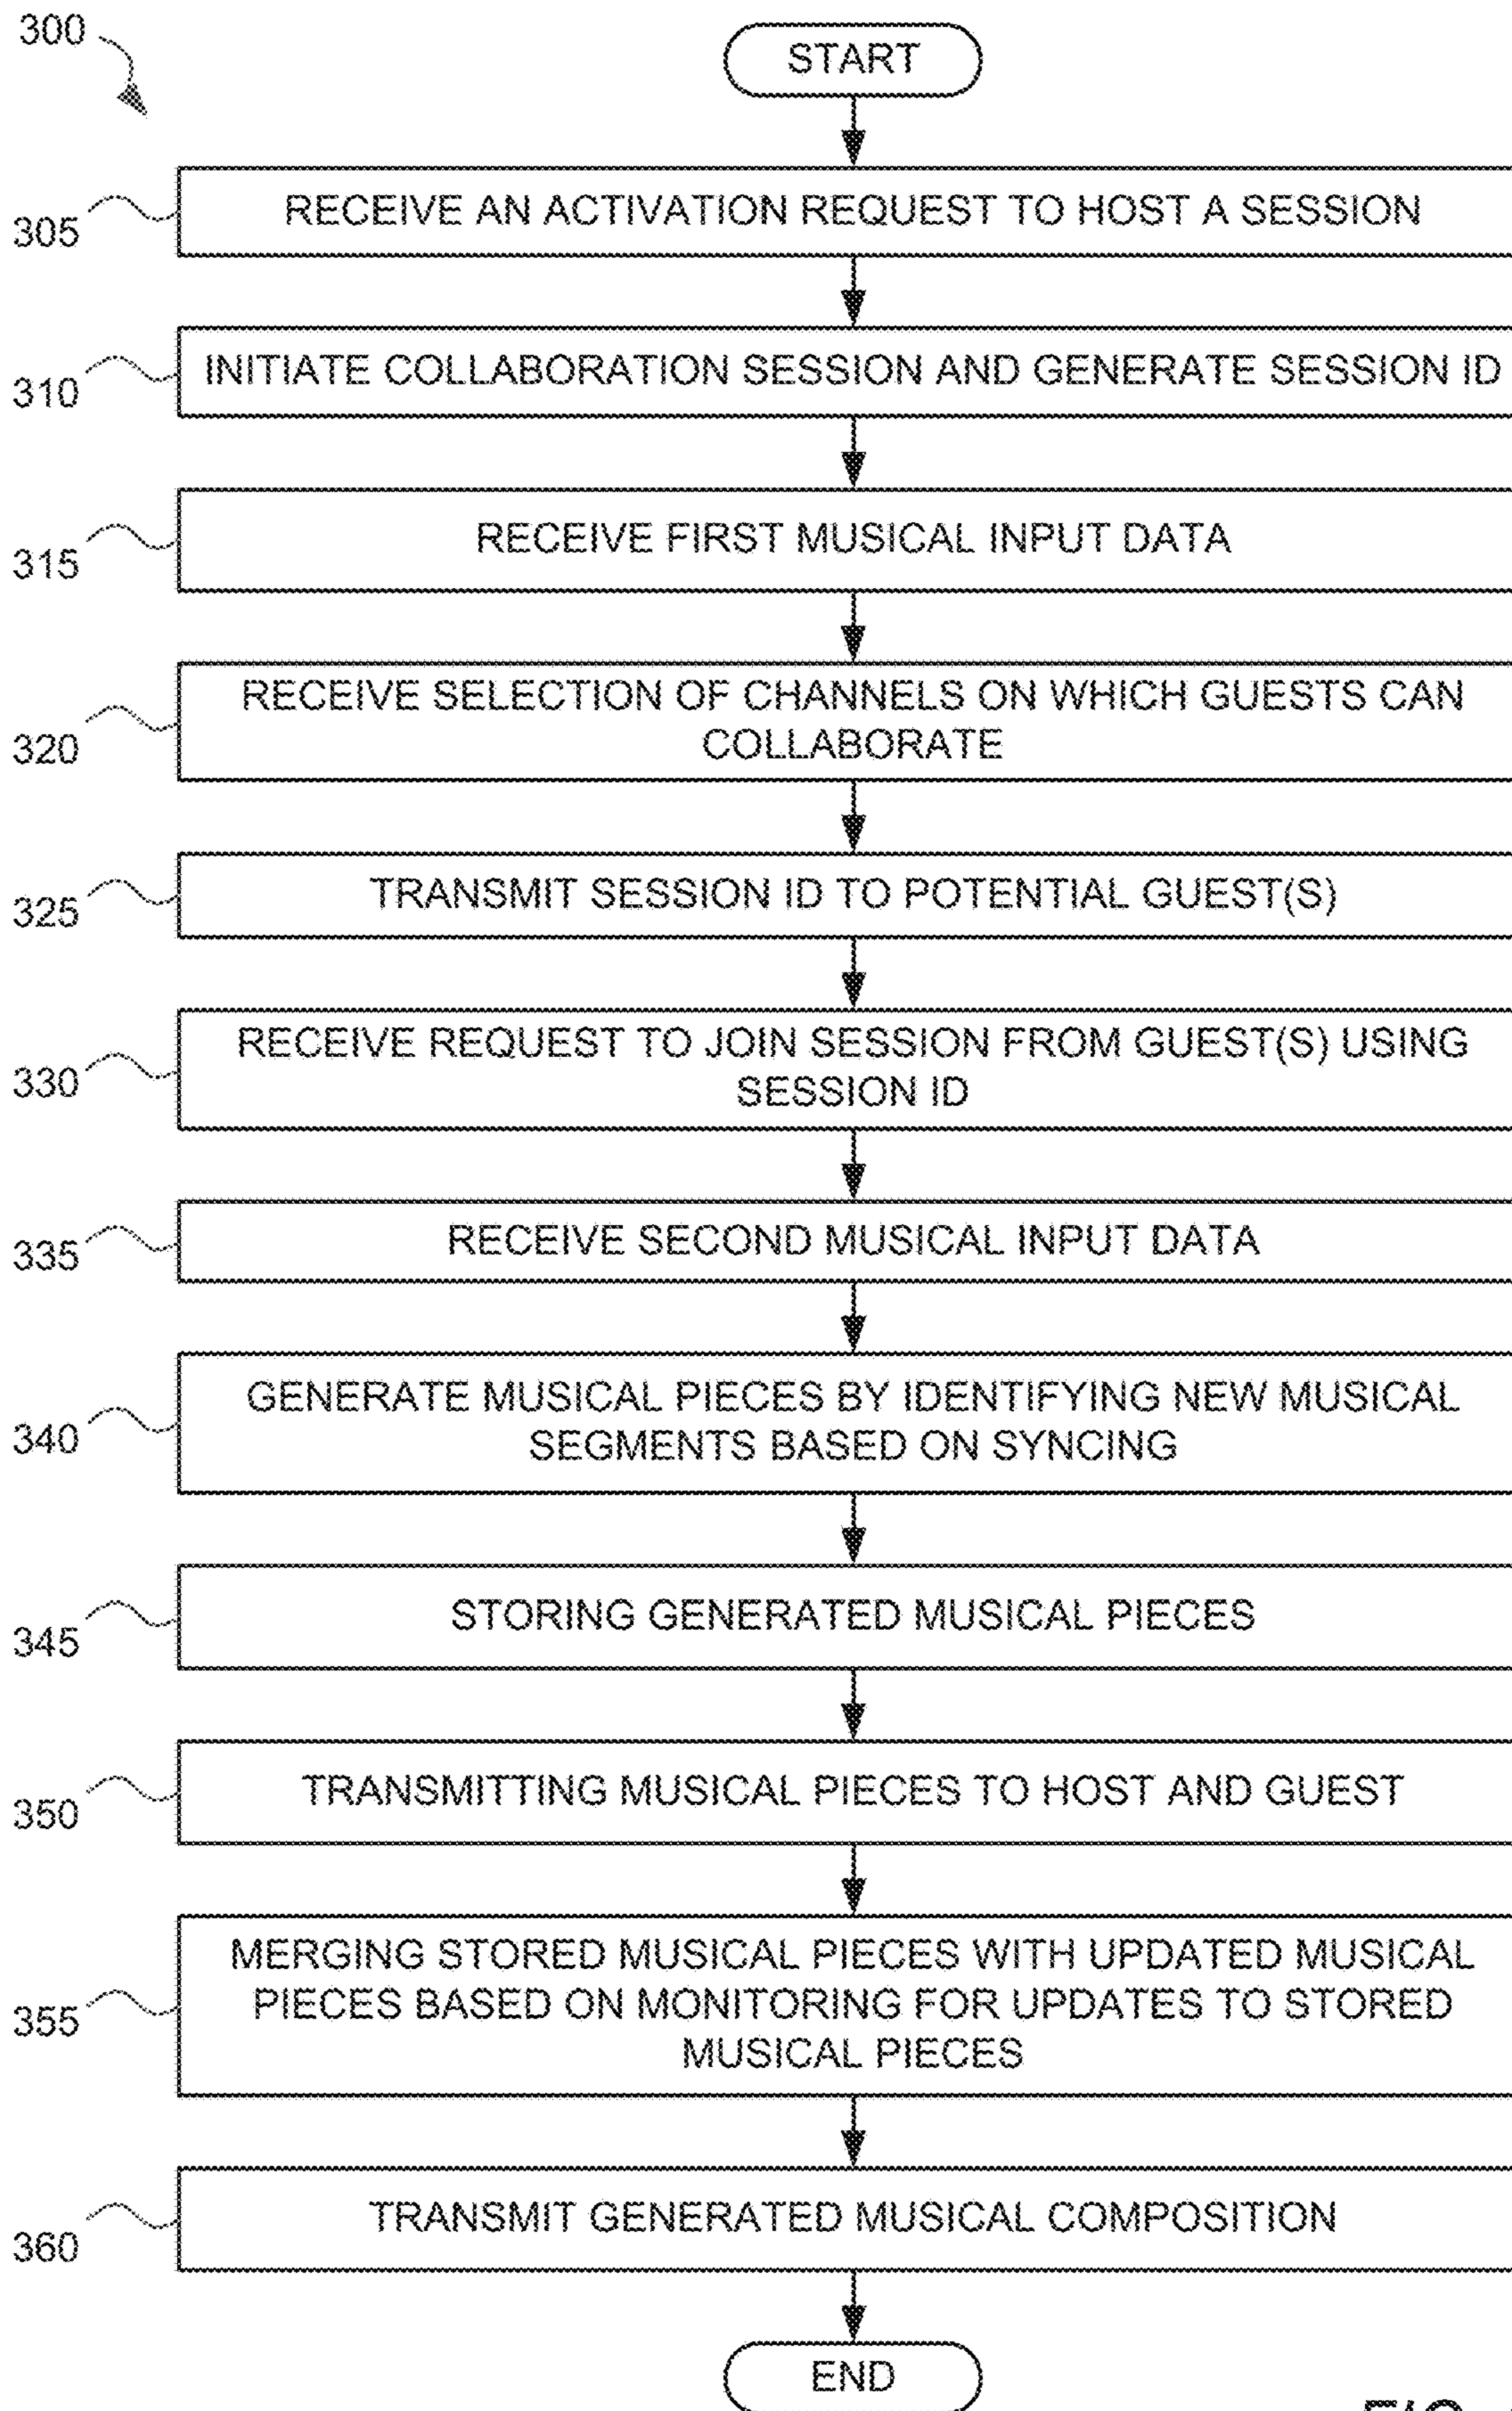 300
START
305
RECEIVE AN ACTIVATION REQUEST TO HOST A SESSION
310
INITIATE COLLABORATION SESSION AND GENERATE SESSION ID
315
RECEIVE FIRST MUSICAL INPUT DATA
320
RECEIVE SELECTION OF CHANNELS ON WHICH GUESTS CAN
COLLABORATE
325
TRANSMIT SESSION ID TO POTENTIAL GUEST(S)
330
RECEIVE REQUEST TO JOIN SESSION FROM GUEST(S) USING
SESSION ID
335
RECEIVE SECOND MUSICAL INPUT DATA
340
GENERATE MUSICAL PIECES BY IDENTIFYING NEW MUSICAL
SEGMENTS BASED ON SYNCING
345
STORING GENERATED MUSICAL PIECES
350
TRANSMITTING MUSICAL PIECES TO HOST AND GUEST
355
MERGING STORED MUSICAL PIECES WITH UPDATED MUSICAL
PIECES BASED ON MONITORING FOR UPDATES TO STORED
MUSICAL PIECES
360
TRANSMIT GENERATED MUSICAL COMPOSITION
END